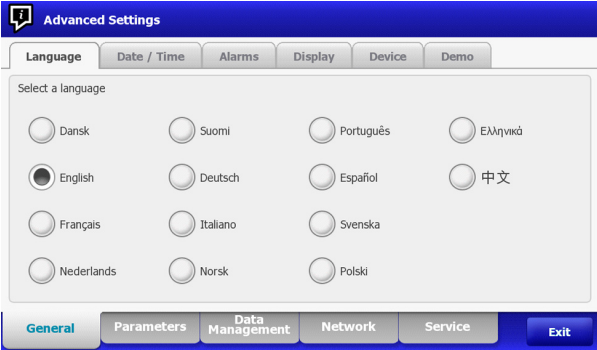 Advanced Settings
Language Date / Time Alarms Display Device Demo
Select a language
Dansk Suomi Português Ελληνικά
English Deutsch Español 中文
Français Italiano Svenska
Nederlands Norsk Polski
General Parameters Data Management Network Service Exit